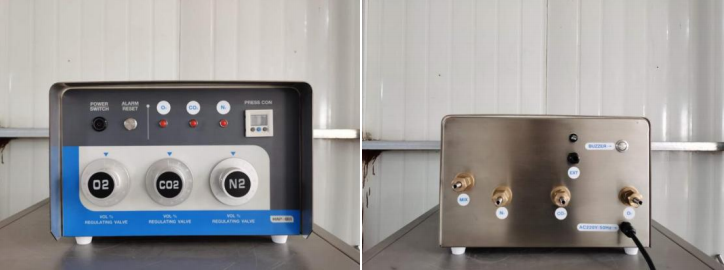 POWER
SWITCH
ALARM
RESET
O₂
CO₂
N₂
PRESS CON
O2
CO2
N2
VOL %
REGULATING VALVE
VOL %
REGULATING VALVE
VOL %
REGULATING VALVE
BUZZER
EXT
MIX
N₂
CO₂
O₂
AC220V 50Hz